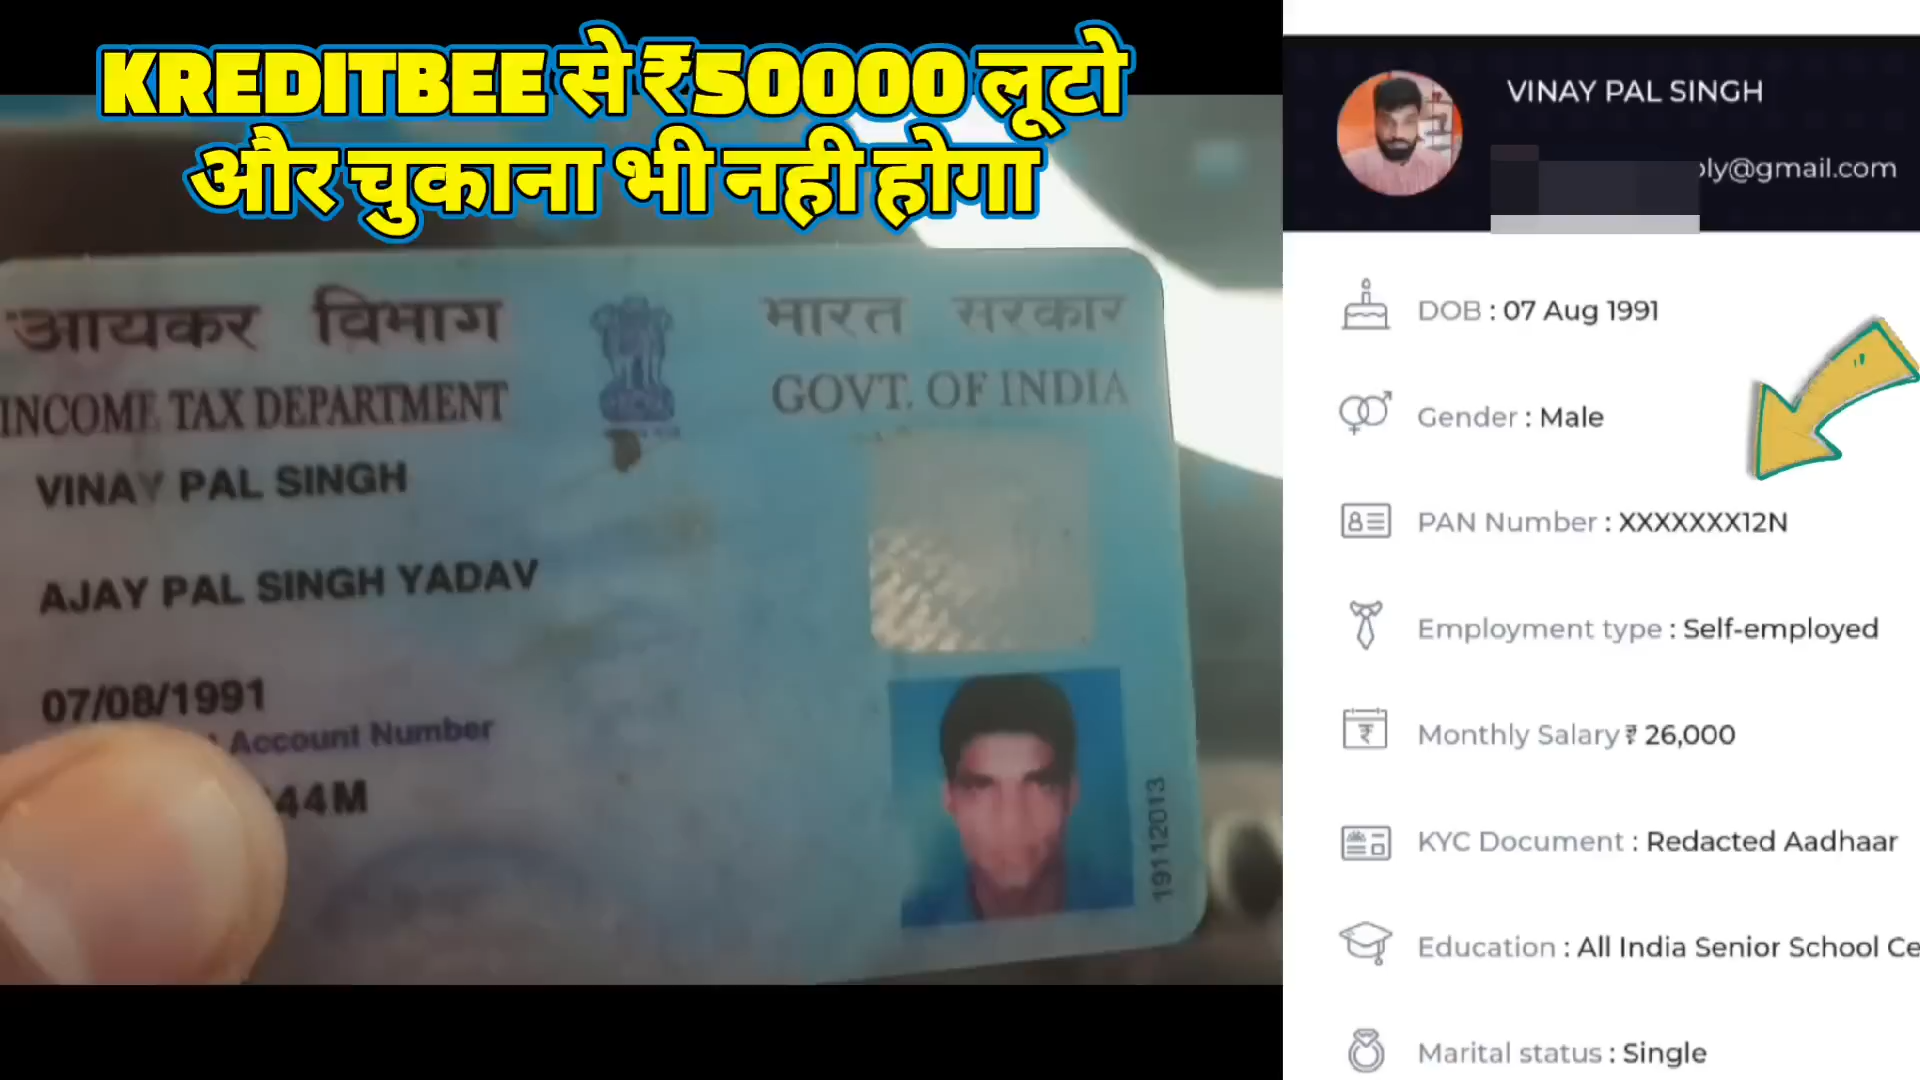 KREDITBEE से ₹50000 लूटो
और चुकाना भी नही होगा
आयकर विभाग
INCOME TAX DEPARTMENT
भारत सरकार
GOVT. OF INDIA
VINAY PAL SINGH
AJAY PAL SINGH YADAV
07/08/1991
Account Number
44M
19112013
VINAY PAL SINGH
ply@gmail.com
DOB : 07 Aug 1991
Gender : Male
PAN Number : XXXXXXX12N
Employment type : Self-employed
Monthly Salary ₹ 26,000
KYC Document : Redacted Aadhaar
Education : All India Senior School Ce
Marital status : Single